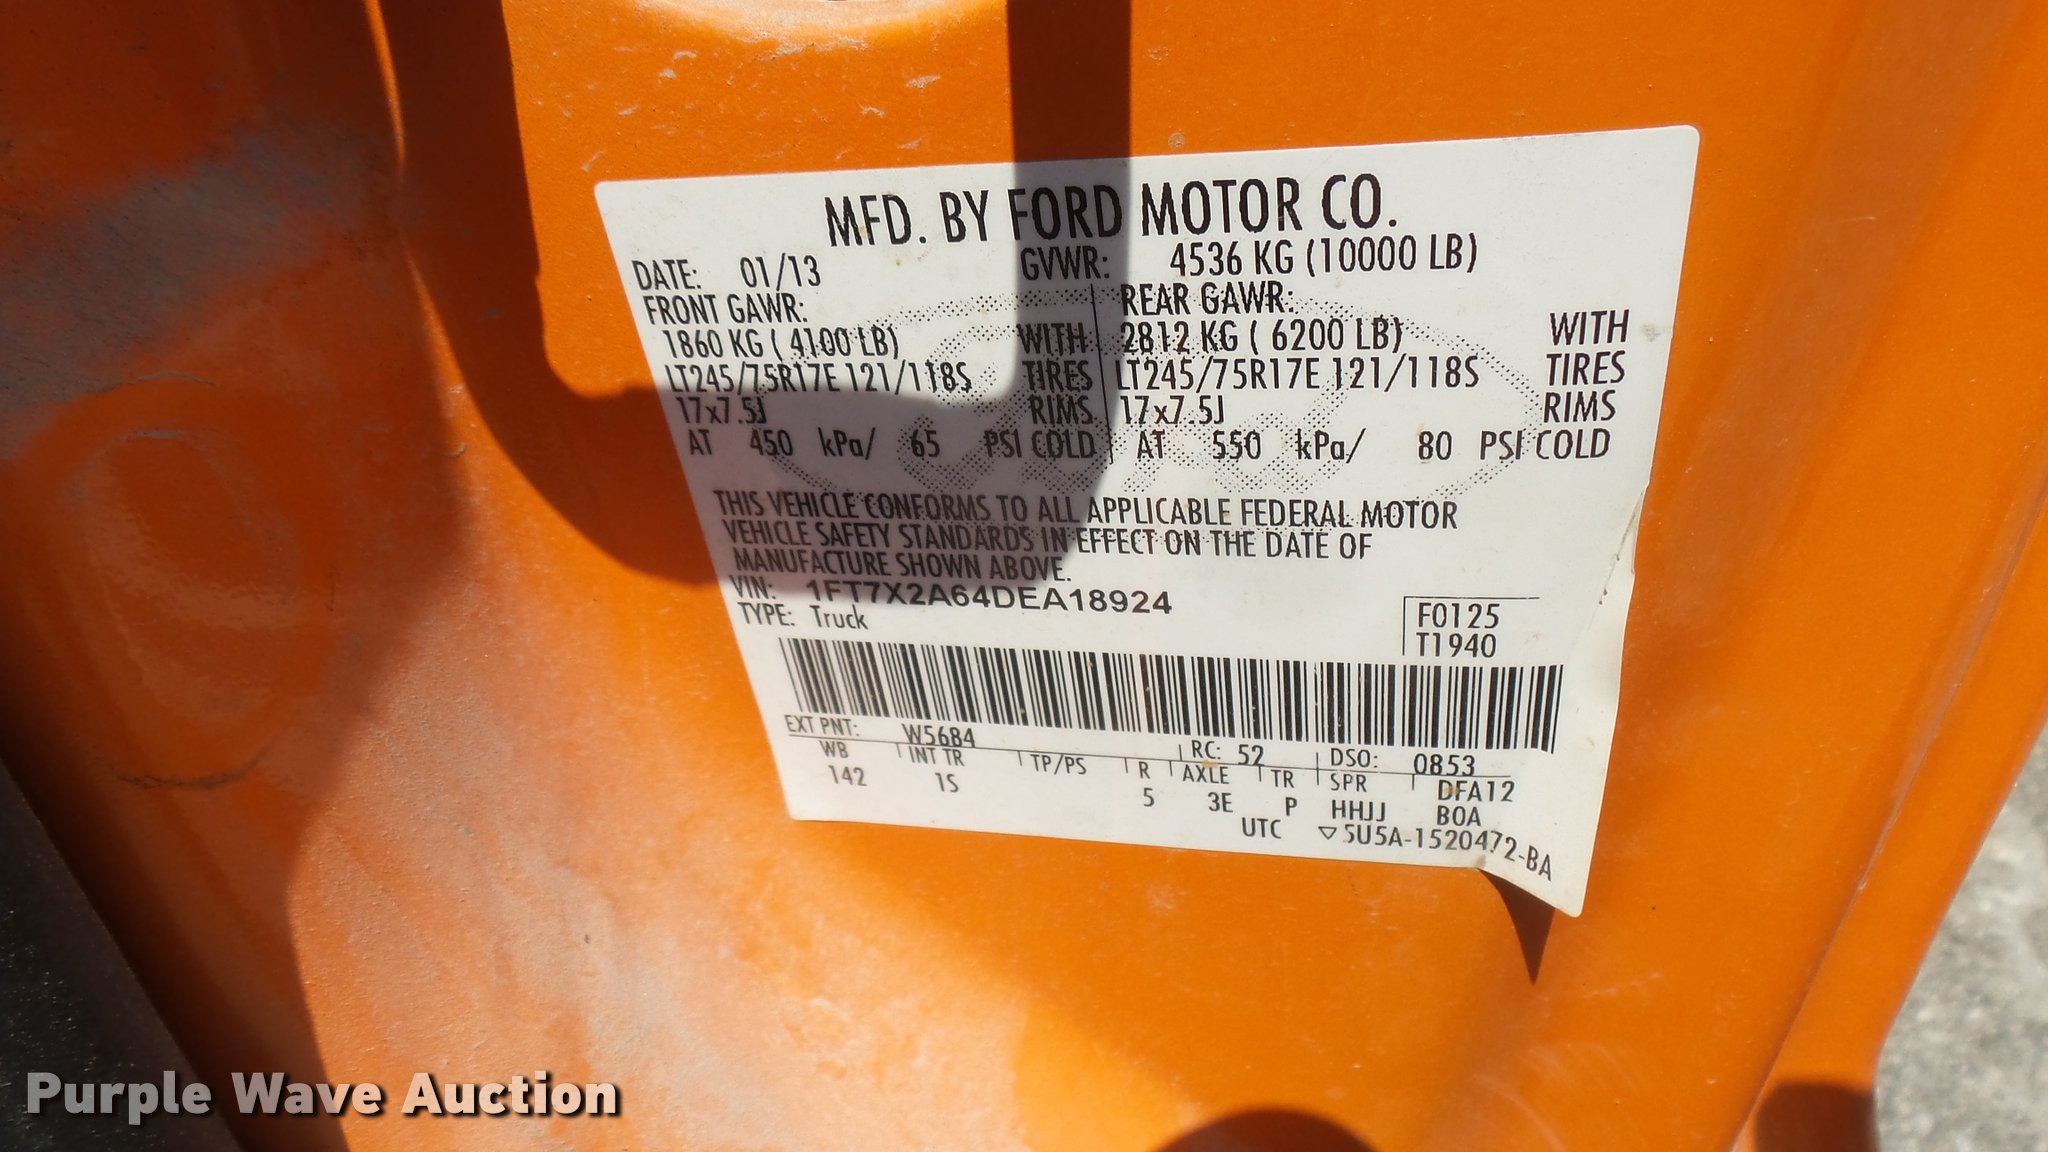 MFD. BY FORD MOTOR CO.
DATE: 01/13 GVWR: 4536 KG (10000 LB)
FRONT GAWR: REAR GAWR:
1860 KG ( 4100 LB) WITH 2812 KG ( 6200 LB) WITH
LT245/75R17E 121/118S TIRES LT245/75R17E 121/118S TIRES
17x7.5J RIMS 17x7.5J RIMS
AT 450 kPa/ 65 PSI COLD AT 550 kPa/ 80 PSI COLD
THIS VEHICLE CONFORMS TO ALL APPLICABLE FEDERAL MOTOR
VEHICLE SAFETY STANDARDS IN EFFECT ON THE DATE OF
MANUFACTURE SHOWN ABOVE.
VIN: 1FT7X2A64DEA18924
TYPE: Truck F0125
T1940
EXT PNT: W5684 RC: 52 DSO: 0853
WB INT TR TP/PS R AXLE TR SPR DFA12
142 1S 5 3E P HHJJ B0A
UTC ▽5U5A-1520472-BA
Purple Wave Auction